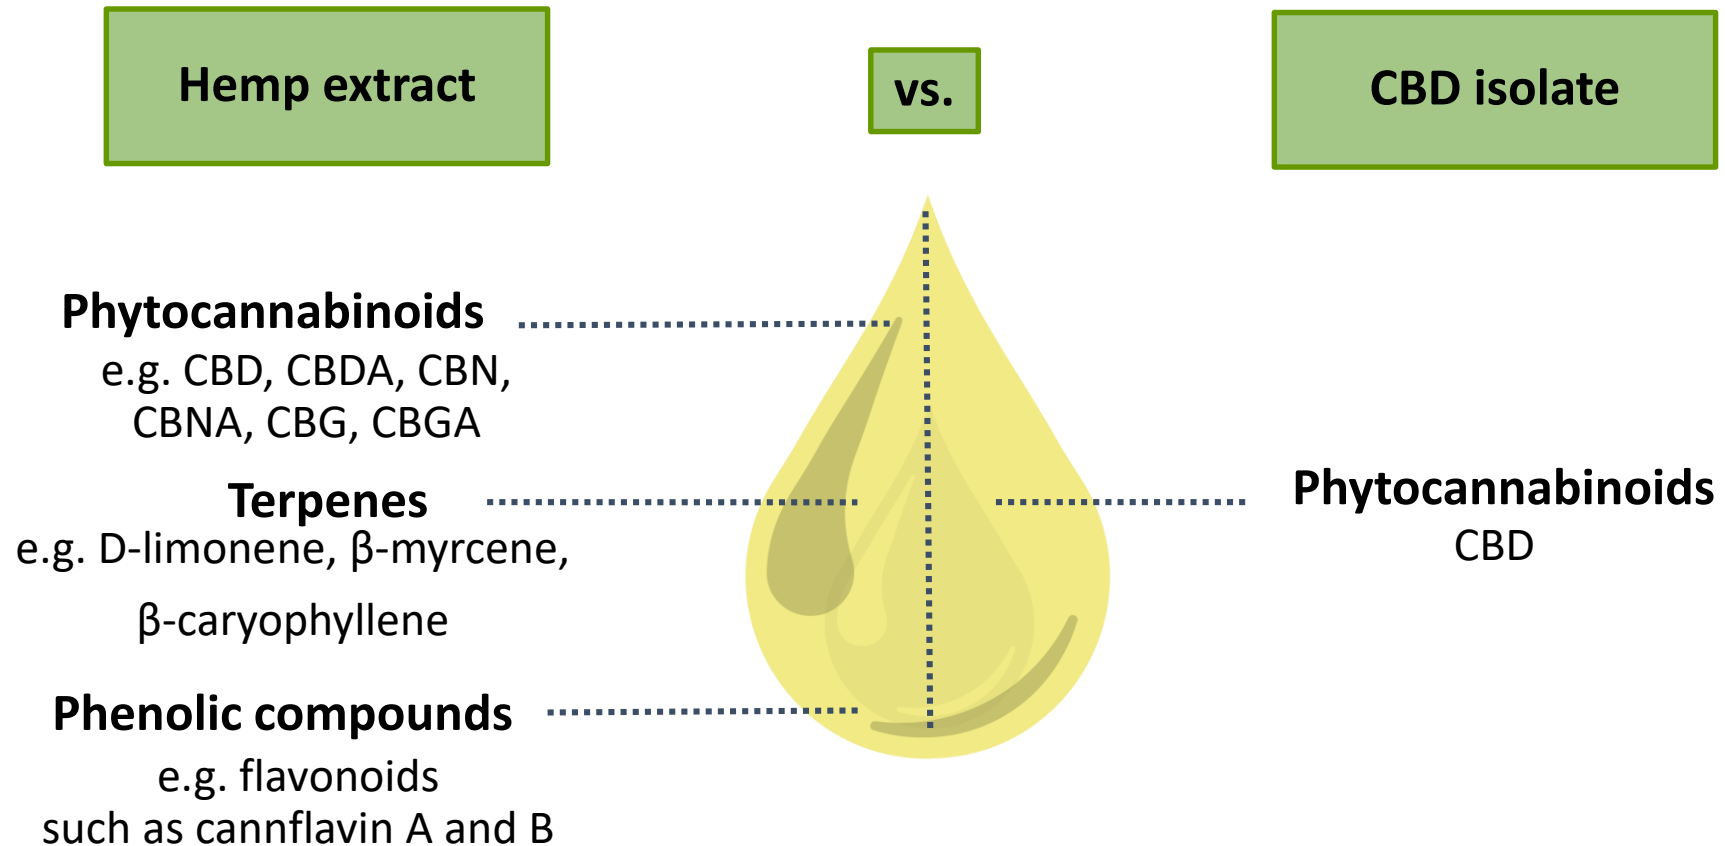 Hemp extract
vs.
CBD isolate
Phytocannabinoids
e.g. CBD, CBDA, CBN,
CBNA, CBG, CBGA
Terpenes
e.g. D-limonene, β-myrcene,
β-caryophyllene
Phenolic compounds
e.g. flavonoids
such as cannflavin A and B
Phytocannabinoids
CBD